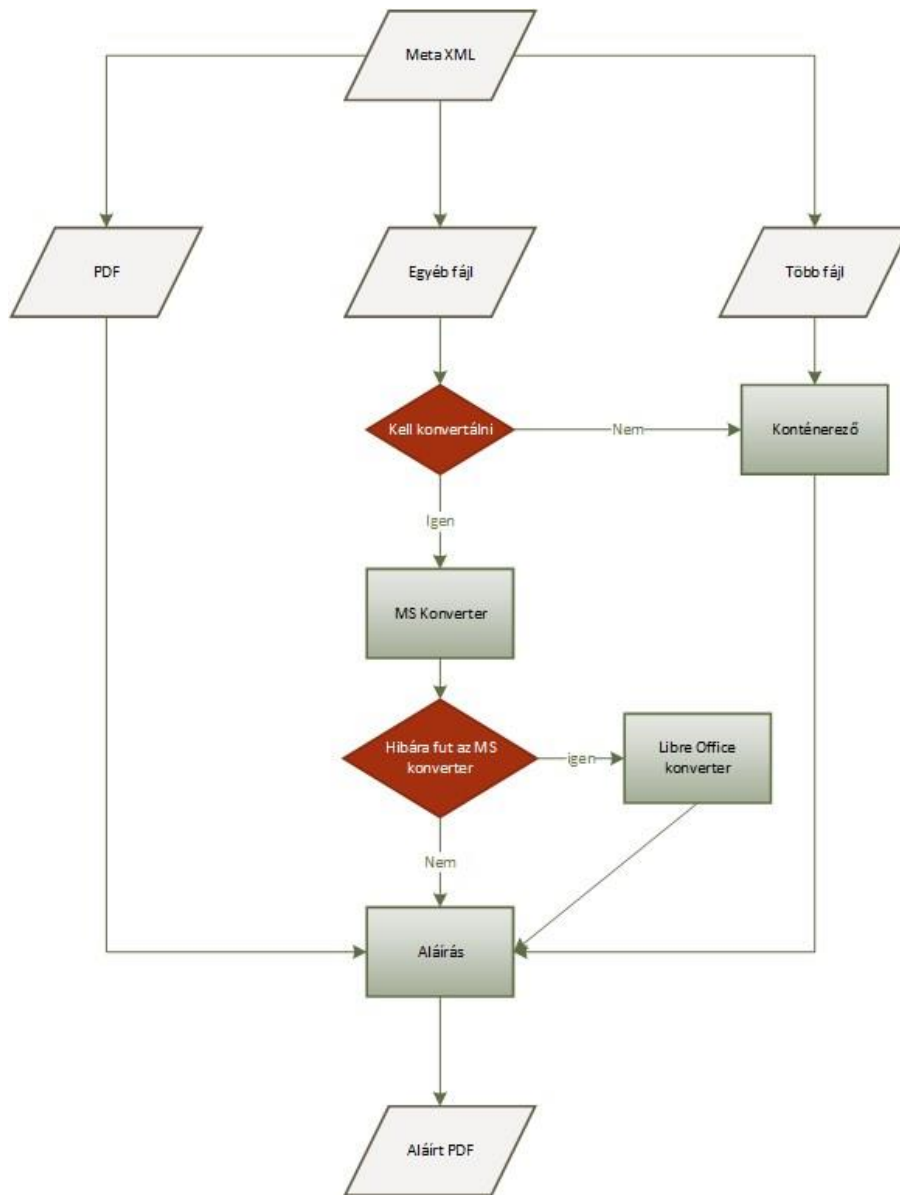 Meta XML
PDF
Egyéb fájl
Több fájl
Kell konvertálni
Nem
Konténerező
Igen
MS Konverter
Hibára fut az MS
konverter
igen
Libre Office
konverter
Nem
Aláírás
Aláírt PDF